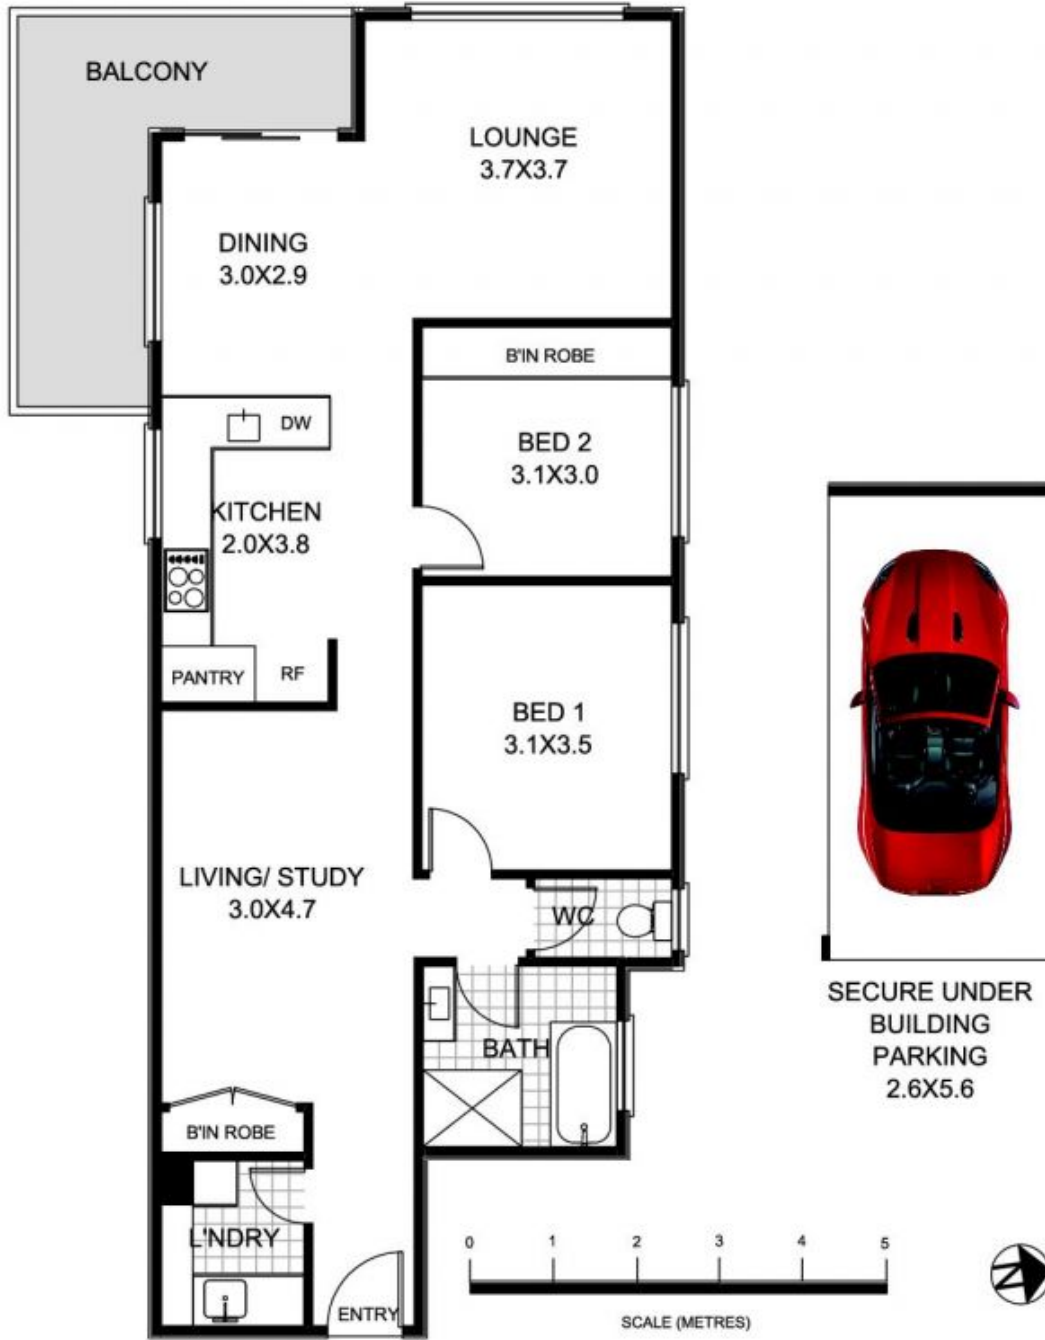 BALCONY
LOUNGE
3.7X3.7
DINING
3.0X2.9
B'IN ROBE
DW
BED 2
3.1X3.0
KITCHEN
2.0X3.8
PANTRY
RF
BED 1
3.1X3.5
LIVING/ STUDY
3.0X4.7
WC
BATH
SECURE UNDER
BUILDING
PARKING
2.6X5.6
B'IN ROBE
L'NDRY
ENTRY
0 1 2 3 4 5
SCALE (METRES)
N